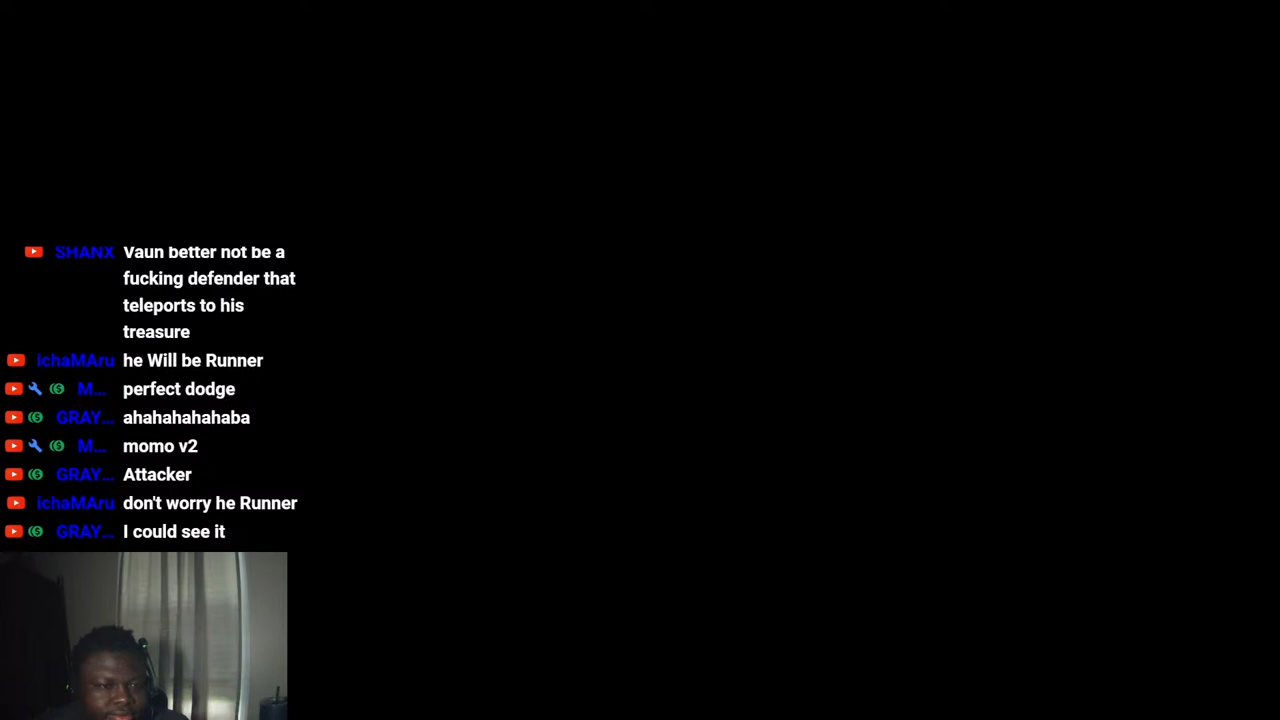 SHANX Vaun better not be a
fucking defender that
teleports to his
treasure
ichaMAru he Will be Runner
M... perfect dodge
GRAY... ahahahahahaba
M... momo v2
GRAY... Attacker
ichaMAru don't worry he Runner
GRAY... I could see it